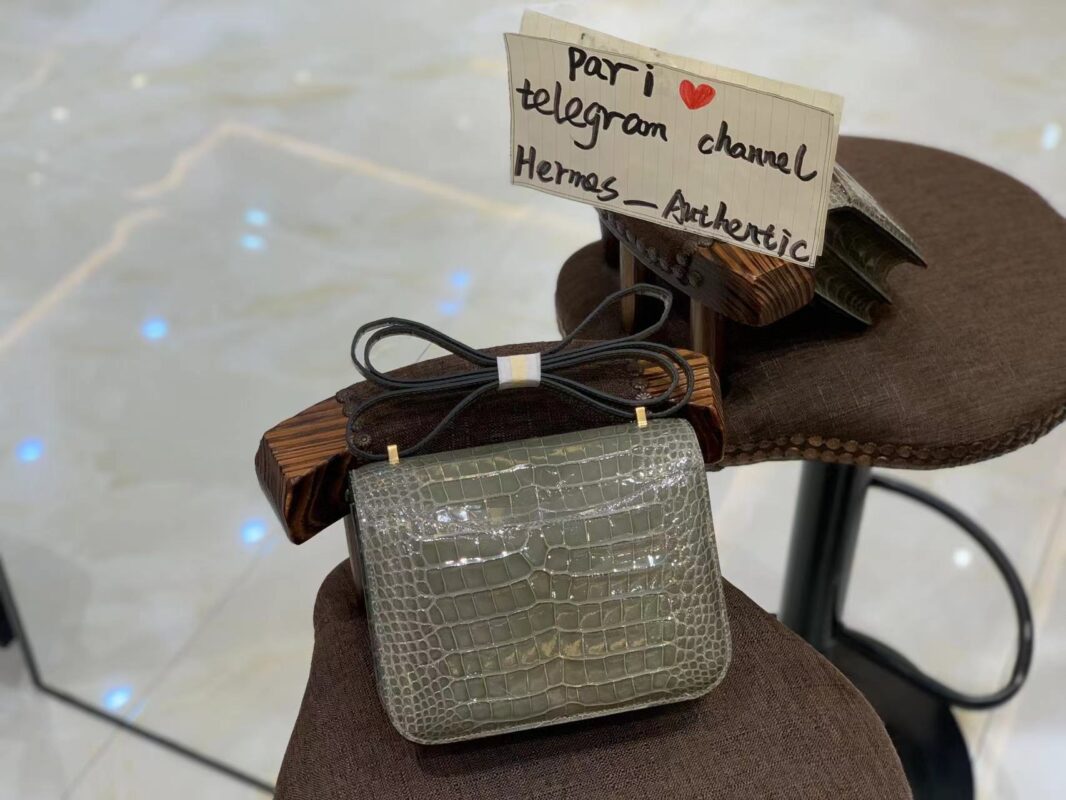 pari ❤
telegram channel
Hermes_Authentic